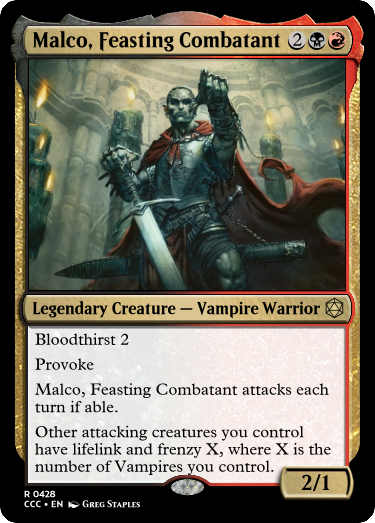 Malco, Feasting Combatant 2
Legendary Creature — Vampire Warrior
Bloodthirst 2
Provoke
Malco, Feasting Combatant attacks each
turn if able.
Other attacking creatures you control
have lifelink and frenzy X, where X is the
number of Vampires you control.
2/1
R 0428
CCC • EN Greg Staples